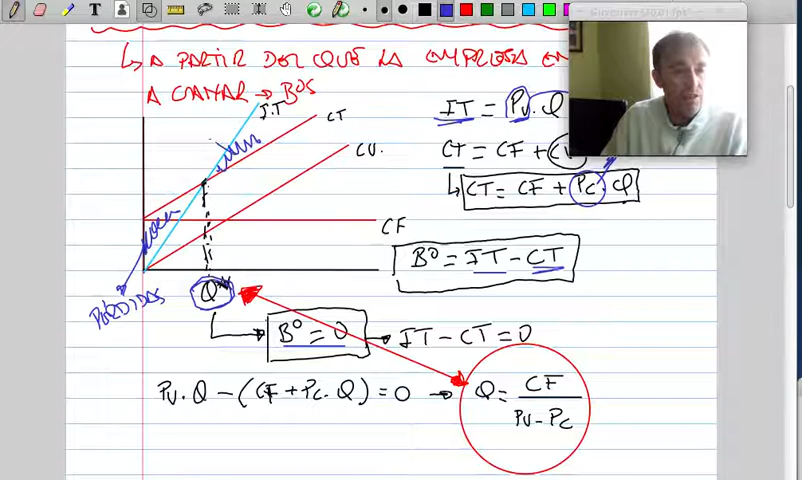 ↳ A PARTIR DEL QUE LA EMPRESA EM
A GANAR → BOS
I.T
CT
CV.
CF
PÉRDIDAS
Q*
IT = PV. Q
CT = CF + CV
↳ CT = CF + PC. Q
Bº = IT - CT
Bº = 0 → IT - CT = 0
PV. Q - (CF + PC. Q) = 0 → Q = CF / PV - PC